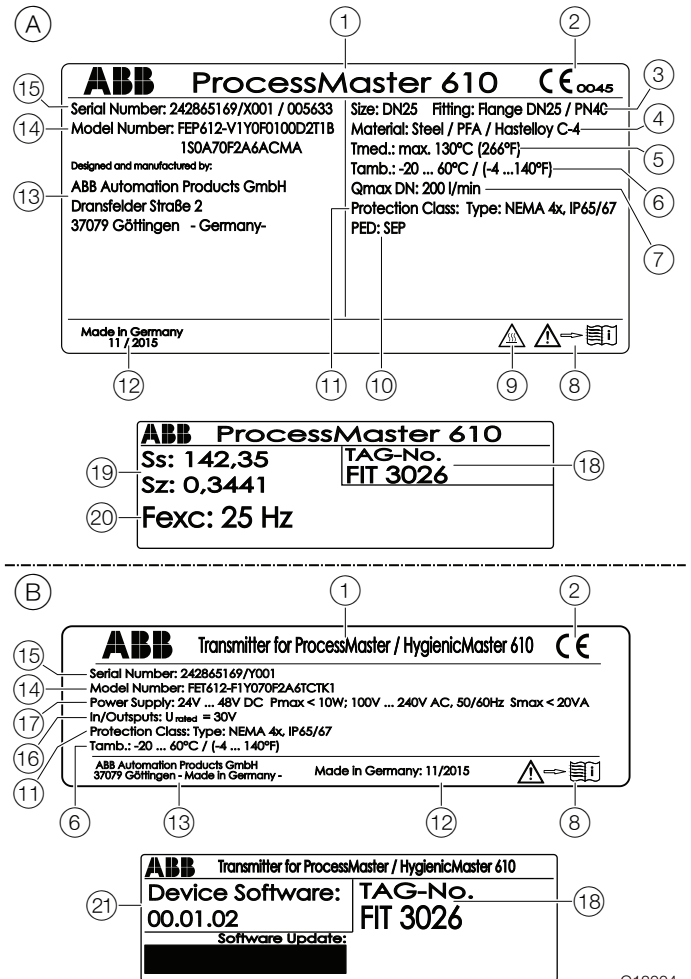 A
1
2
ABB ProcessMaster 610 CE 0045
15
Serial Number: 242865169/X001 / 005633
14
Model Number: FEP612-V1Y0F0100D2T1B
1S0A70F2A6ACMA
Designed and manufactured by:
13
ABB Automation Products GmbH
Dransfelder Straße 2
37079 Göttingen - Germany-
Size: DN25 Fitting: Flange DN25 / PN40
3
Material: Steel / PFA / Hastelloy C-4
4
Tmed.: max. 130°C (266°F)
5
Tamb.: -20 ... 60°C / (-4 ...140°F)
6
Qmax DN: 200 l/min
7
Protection Class: Type: NEMA 4x, IP65/67
PED: SEP
Made in Germany
11 / 2015
i
12
11
10
9
8
ABB ProcessMaster 610
19
Ss: 142,35
Sz: 0,3441
20
Fexc: 25 Hz
TAG-No.
FIT 3026
18
B
1
2
ABB Transmitter for ProcessMaster / HygienicMaster 610 CE
15
Serial Number: 242865169/Y001
14
Model Number: FET612-F1Y070F2A6TCTK1
17
Power Supply: 24V ... 48V DC Pmax < 10W; 100V ... 240V AC, 50/60Hz Smax < 20VA
16
In/Outsputs: U rated = 30V
11
Protection Class: Type: NEMA 4x, IP65/67
Tamb.: -20 ... 60°C / (-4 ... 140°F)
ABB Automation Products GmbH
37079 Göttingen - Made in Germany -
Made in Germany: 11/2015
i
6
13
12
8
ABB Transmitter for ProcessMaster / HygienicMaster 610
21
Device Software:
00.01.02
Software Update:
TAG-No.
FIT 3026
18